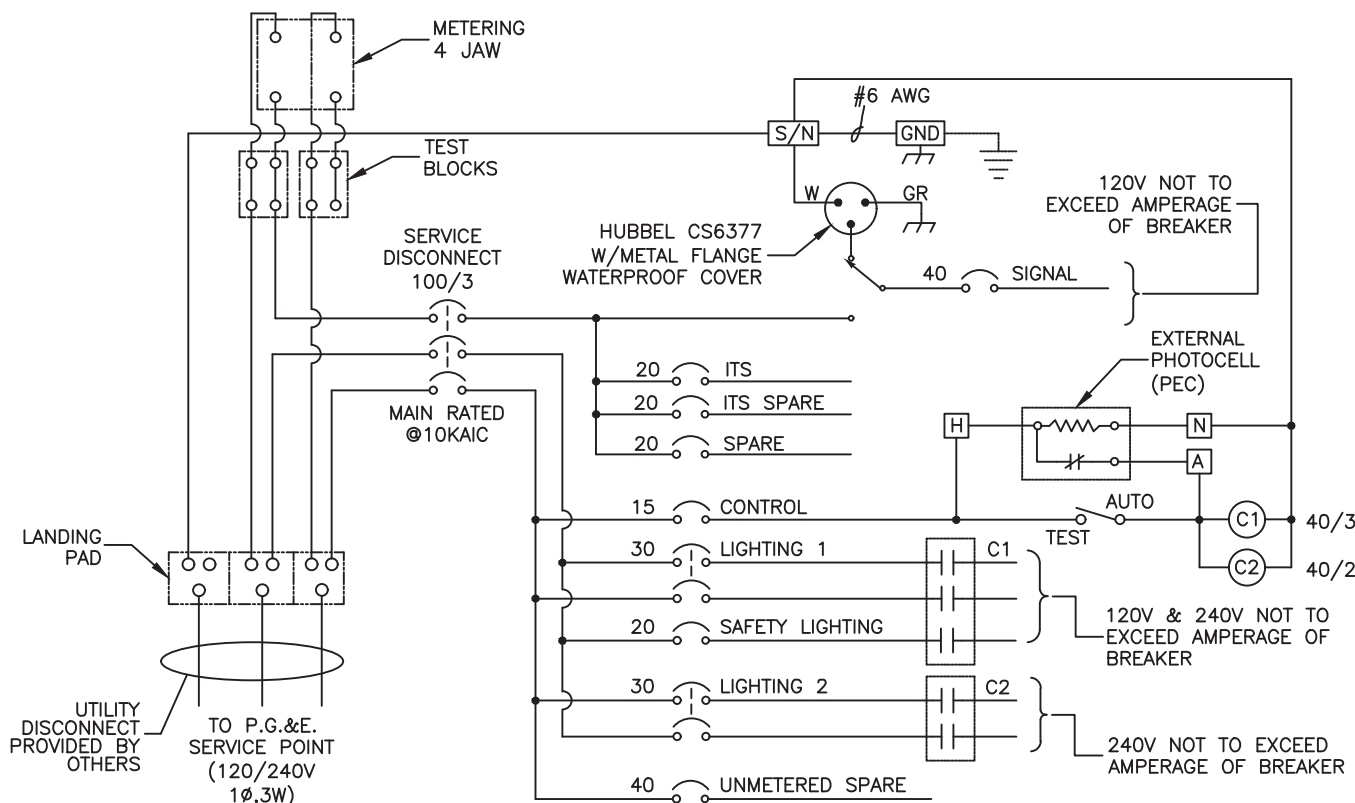 METERING
4 JAW
#6 AWG
S/N
GND
TEST
BLOCKS
120V NOT TO
EXCEED AMPERAGE
OF BREAKER
W
GR
HUBBEL CS6377
W/METAL FLANGE
WATERPROOF COVER
SERVICE
DISCONNECT
100/3
40
SIGNAL
EXTERNAL
PHOTOCELL
(PEC)
20
ITS
20
ITS SPARE
MAIN RATED
@10KAIC
H
N
20
SPARE
A
15
CONTROL
AUTO
TEST
C1
40/3
LANDING
PAD
30
LIGHTING 1
C1
C2
40/2
20
SAFETY LIGHTING
120V & 240V NOT TO
EXCEED AMPERAGE OF
BREAKER
30
LIGHTING 2
C2
UTILITY
DISCONNECT
PROVIDED BY
OTHERS
TO P.G.&E.
SERVICE POINT
(120/240V
1Ø.3W)
240V NOT TO EXCEED
AMPERAGE OF BREAKER
40
UNMETERED SPARE